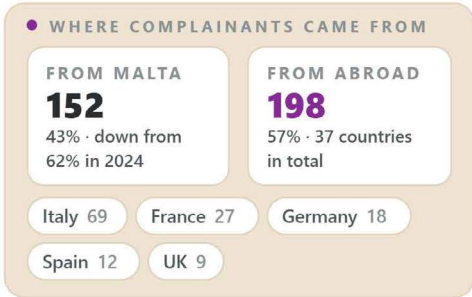 WHERE COMPLAINANTS CAME FROM
FROM MALTA
152
43% · down from
62% in 2024
FROM ABROAD
198
57% · 37 countries
in total
Italy 69
France 27
Germany 18
Spain 12
UK 9